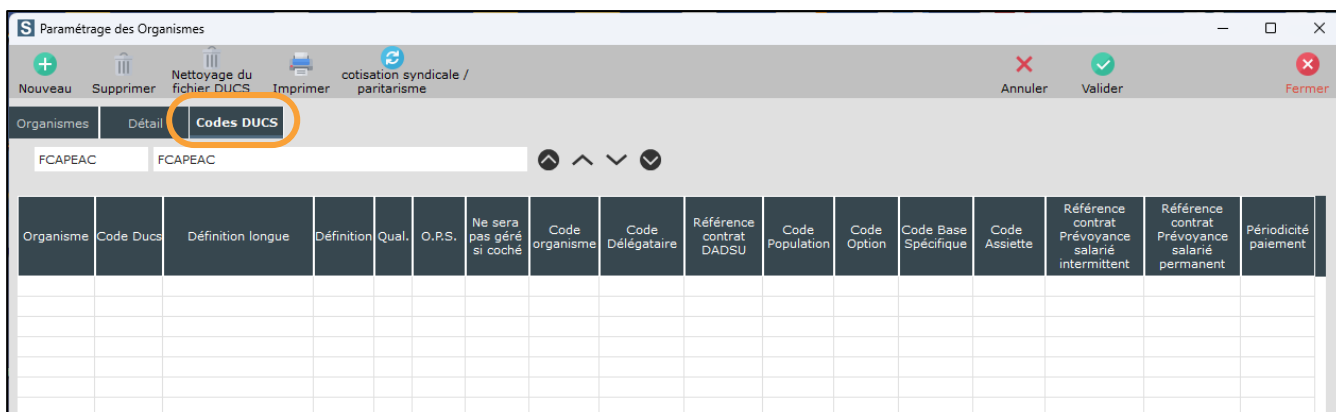 S Paramétrage des Organismes
Nouveau
Supprimer
Nettoyage du
fichier DUCS
Imprimer
cotisation syndicale /
paritarisme
Annuler
Valider
Fermer
Organismes
Détail
Codes DUCS
FCAPEAC
FCAPEAC
Organisme
Code Ducs
Définition longue
Définition
Qual.
O.P.S.
Ne sera
pas géré
si coché
Code
organisme
Code
Délégataire
Référence
contrat
DADSU
Code
Population
Code
Option
Code Base
Spécifique
Code
Assiette
Référence
contrat
Prévoyance
salarié
intermittent
Référence
contrat
Prévoyance
salarié
permanent
Périodicité
paiement